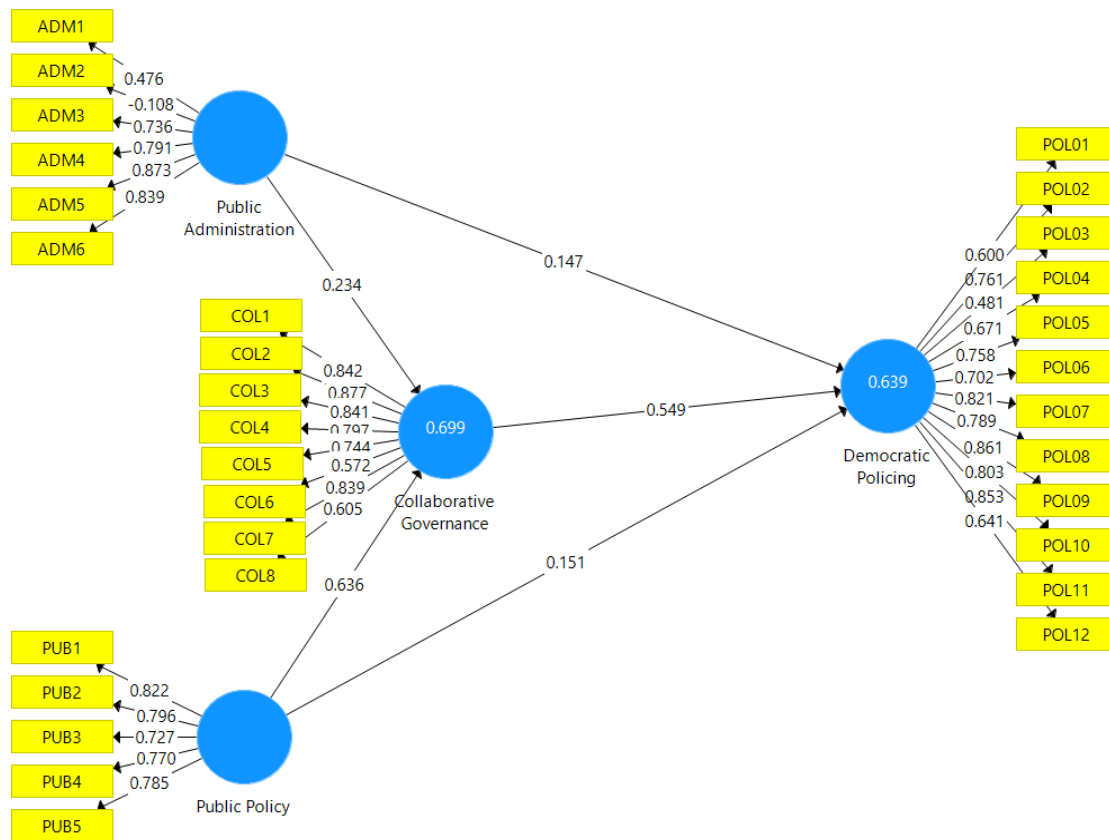 ADM1
ADM2
ADM3
ADM4
ADM5
ADM6
0.476
-0.108
0.736
0.791
0.873
0.839
Public
Administration
0.147
0.234
COL1
COL2
COL3
COL4
COL5
COL6
COL7
COL8
0.842
0.877
0.841
0.797
0.744
0.572
0.839
0.605
0.699
Collaborative
Governance
0.549
0.636
0.151
PUB1
PUB2
PUB3
PUB4
PUB5
0.822
0.796
0.727
0.770
0.785
Public Policy
0.639
Democratic
Policing
0.600
0.761
0.481
0.671
0.758
0.702
0.821
0.789
0.861
0.803
0.853
0.641
POL01
POL02
POL03
POL04
POL05
POL06
POL07
POL08
POL09
POL10
POL11
POL12